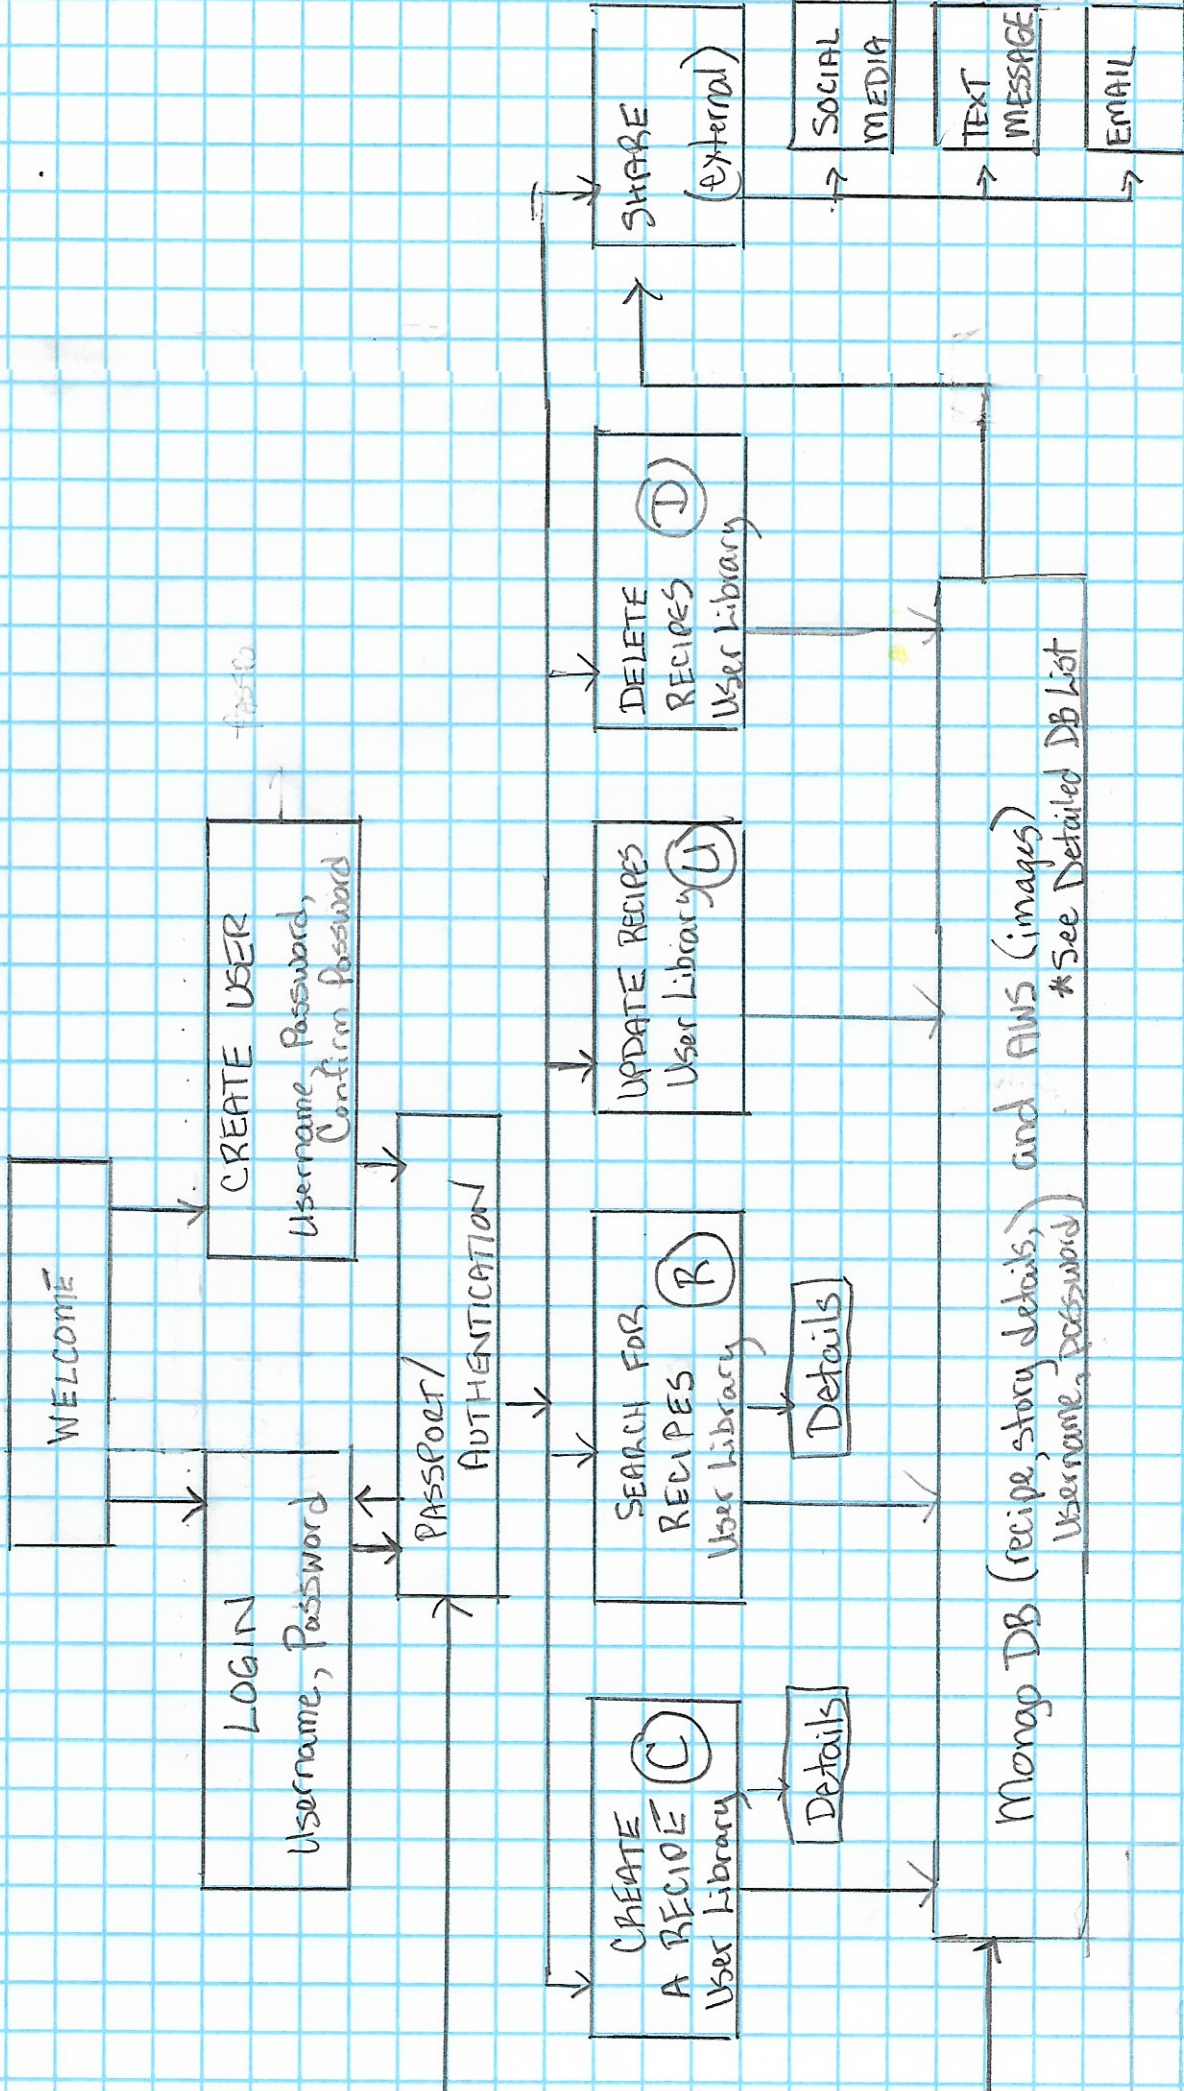 WELCOME
LOGIN
Username, Password
CREATE USER
Username, Password,
Confirm Password
PASSPORT/
AUTHENTICATION
CREATE
A RECIPE C
User Library
Details
SEARCH FOR
RECIPES R
User Library
Details
UPDATE RECIPES
User Library U
DELETE
RECIPES D
User Library
SHARE
(external)
SOCIAL
MEDIA
TEXT
MESSAGE
EMAIL
Mongo DB (recipe, story details,) and AWS (images)
Username, password
*See Detailed DB List